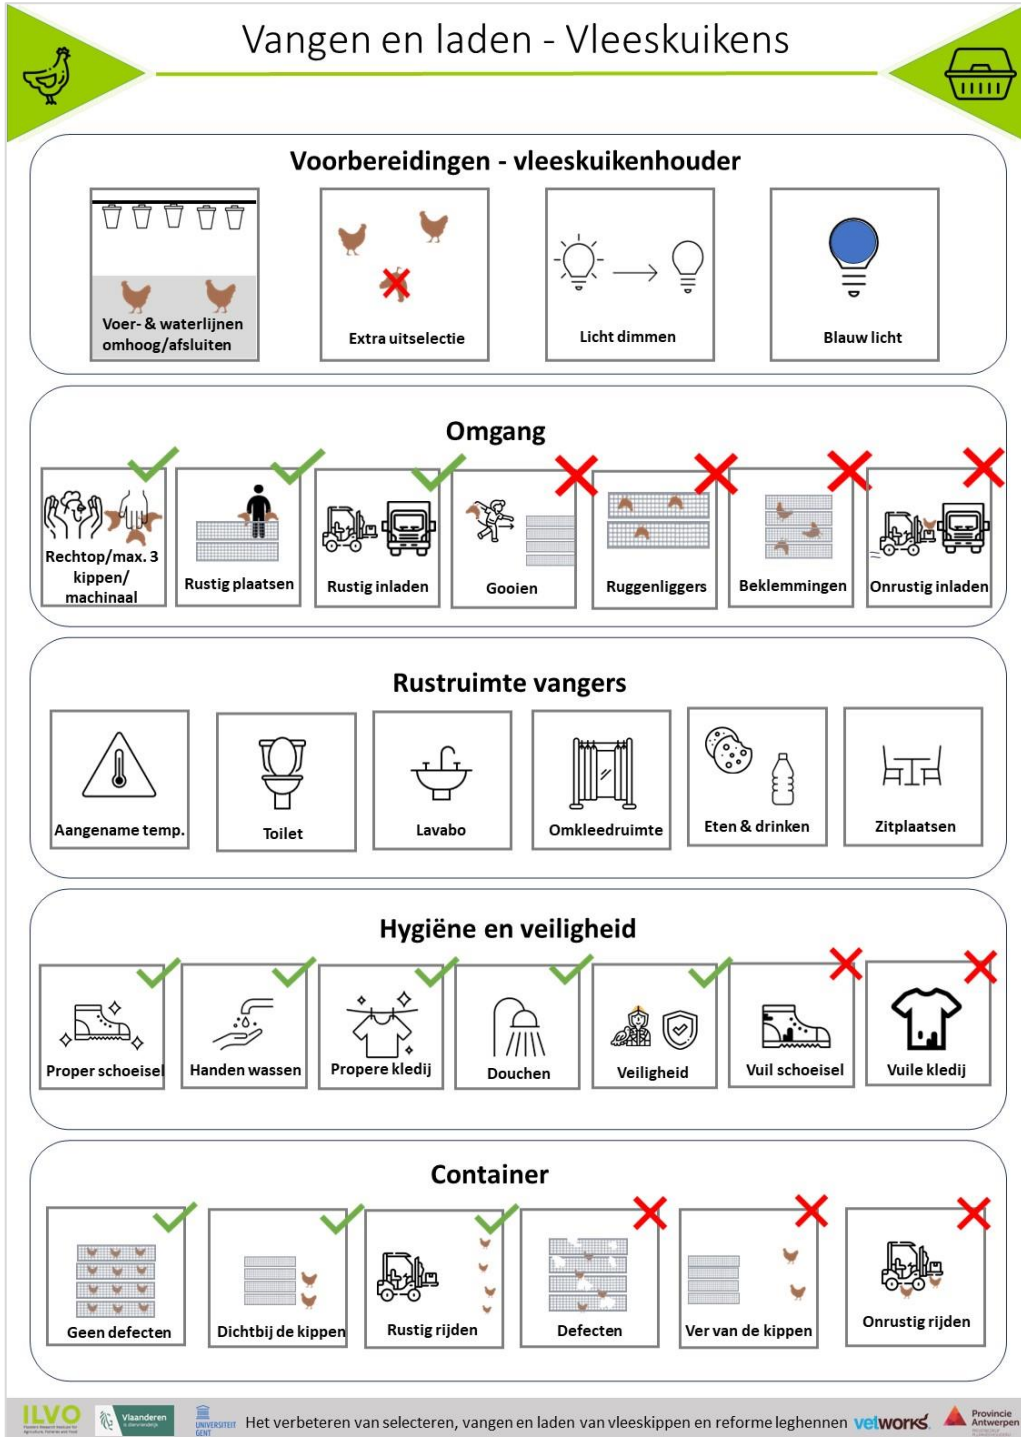 Vangen en laden - Vleeskuikens
Voorbereidingen - vleeskuikenhouder
Voer- & waterlijnen
omhoog/afsluiten
Extra uitselectie
Licht dimmen
Blauw licht
Omgang
Rechtop/max. 3
kippen/
machinaal
Rustig plaatsen
Rustig inladen
Gooien
Ruggenliggers
Beklemmingen
Onrustig inladen
Rustruimte vangers
Aangename temp.
Toilet
Lavabo
Omkleedruimte
Eten & drinken
Zitplaatsen
Hygiëne en veiligheid
Proper schoeisel
Handen wassen
Propere kledij
Douchen
Veiligheid
Vuil schoeisel
Vuile kledij
Container
Geen defecten
Dichtbij de kippen
Rustig rijden
Defecten
Ver van de kippen
Onrustig rijden
ILVO
Vlaanderen
UNIVERSITEIT
GENT
Het verbeteren van selecteren, vangen en laden van vleeskippen en reforme leghennen
vetworks
Provincie
Antwerpen